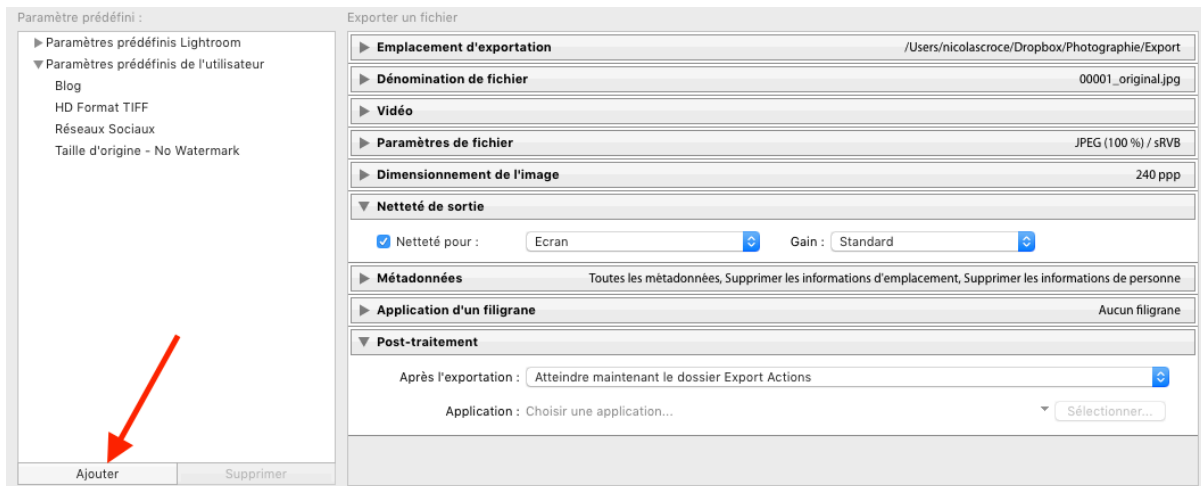 Paramètre prédéfini :
Paramètres prédéfinis Lightroom
Paramètres prédéfinis de l'utilisateur
Blog
HD Format TIFF
Réseaux Sociaux
Taille d'origine - No Watermark
Ajouter Supprimer
Exporter un fichier
Emplacement d'exportation /Users/nicolascroce/Dropbox/Photographie/Export
Dénomination de fichier 00001_original.jpg
Vidéo
Paramètres de fichier JPEG (100 %) / sRVB
Dimensionnement de l'image 240 ppp
Netteté de sortie
Netteté pour : Ecran Gain : Standard
Métadonnées Toutes les métadonnées, Supprimer les informations d'emplacement, Supprimer les informations de personne
Application d'un filigrane Aucun filigrane
Post-traitement
Après l'exportation : Atteindre maintenant le dossier Export Actions
Application : Choisir une application... Sélectionner...